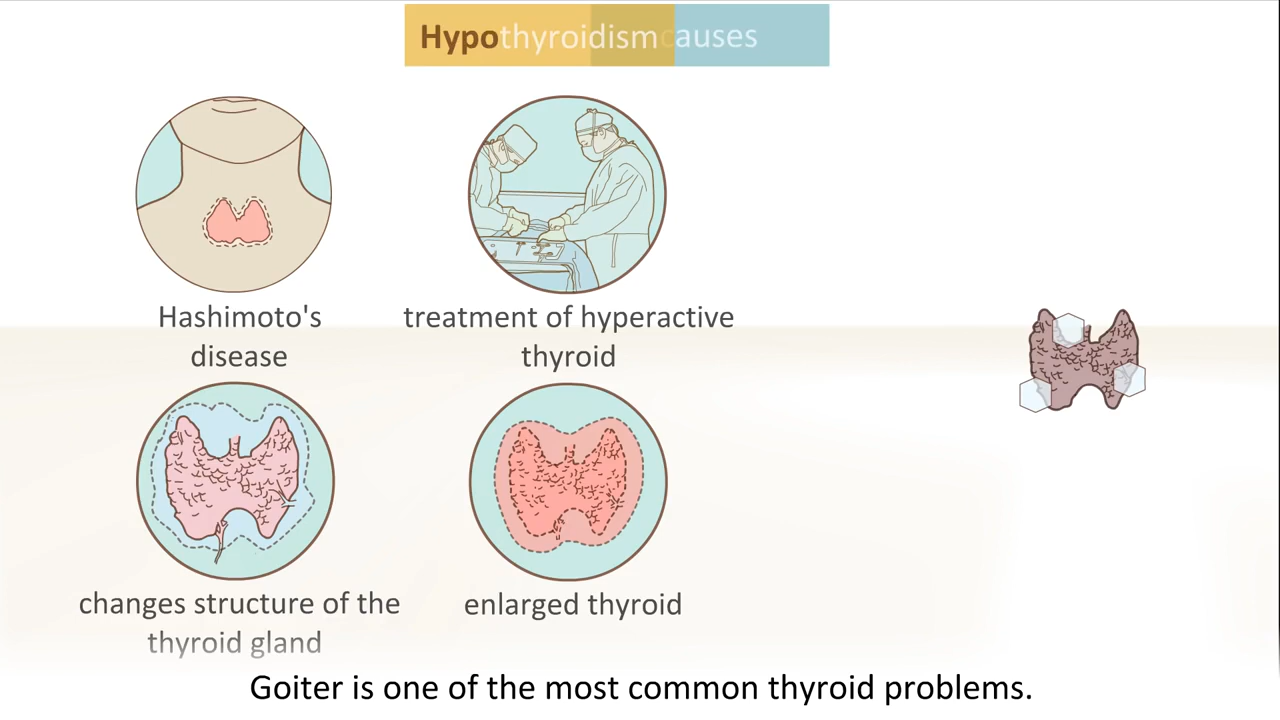 Hypothyroidism causes
Hashimoto's
disease
treatment of hyperactive
thyroid
changes structure of the
thyroid gland
enlarged thyroid
Goiter is one of the most common thyroid problems.